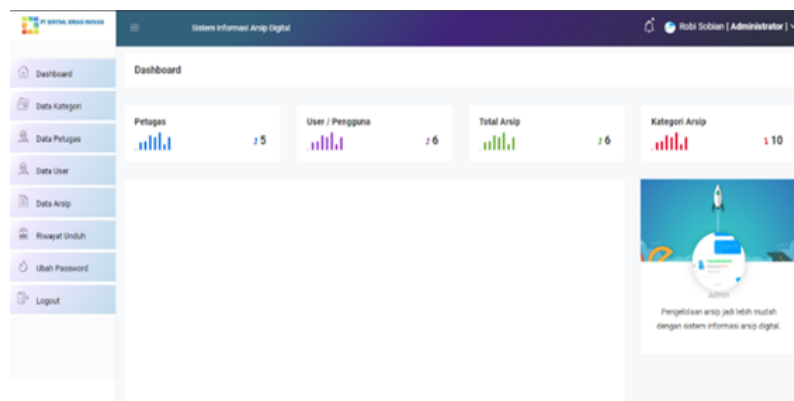 PT SENTRAL KREASI INOVASI
Sistem Informasi Arsip Digital
Robi Sobian [ Administrator ]
Dashboard
Data Kategori
Data Petugas
Data User
Data Arsip
Riwayat Unduh
Ubah Password
Logout
Dashboard
Petugas
5
User / Pengguna
6
Total Arsip
6
Kategori Arsip
10
Admin
Pengelolaan arsip jadi lebih mudah
dengan sistem informasi arsip digital.